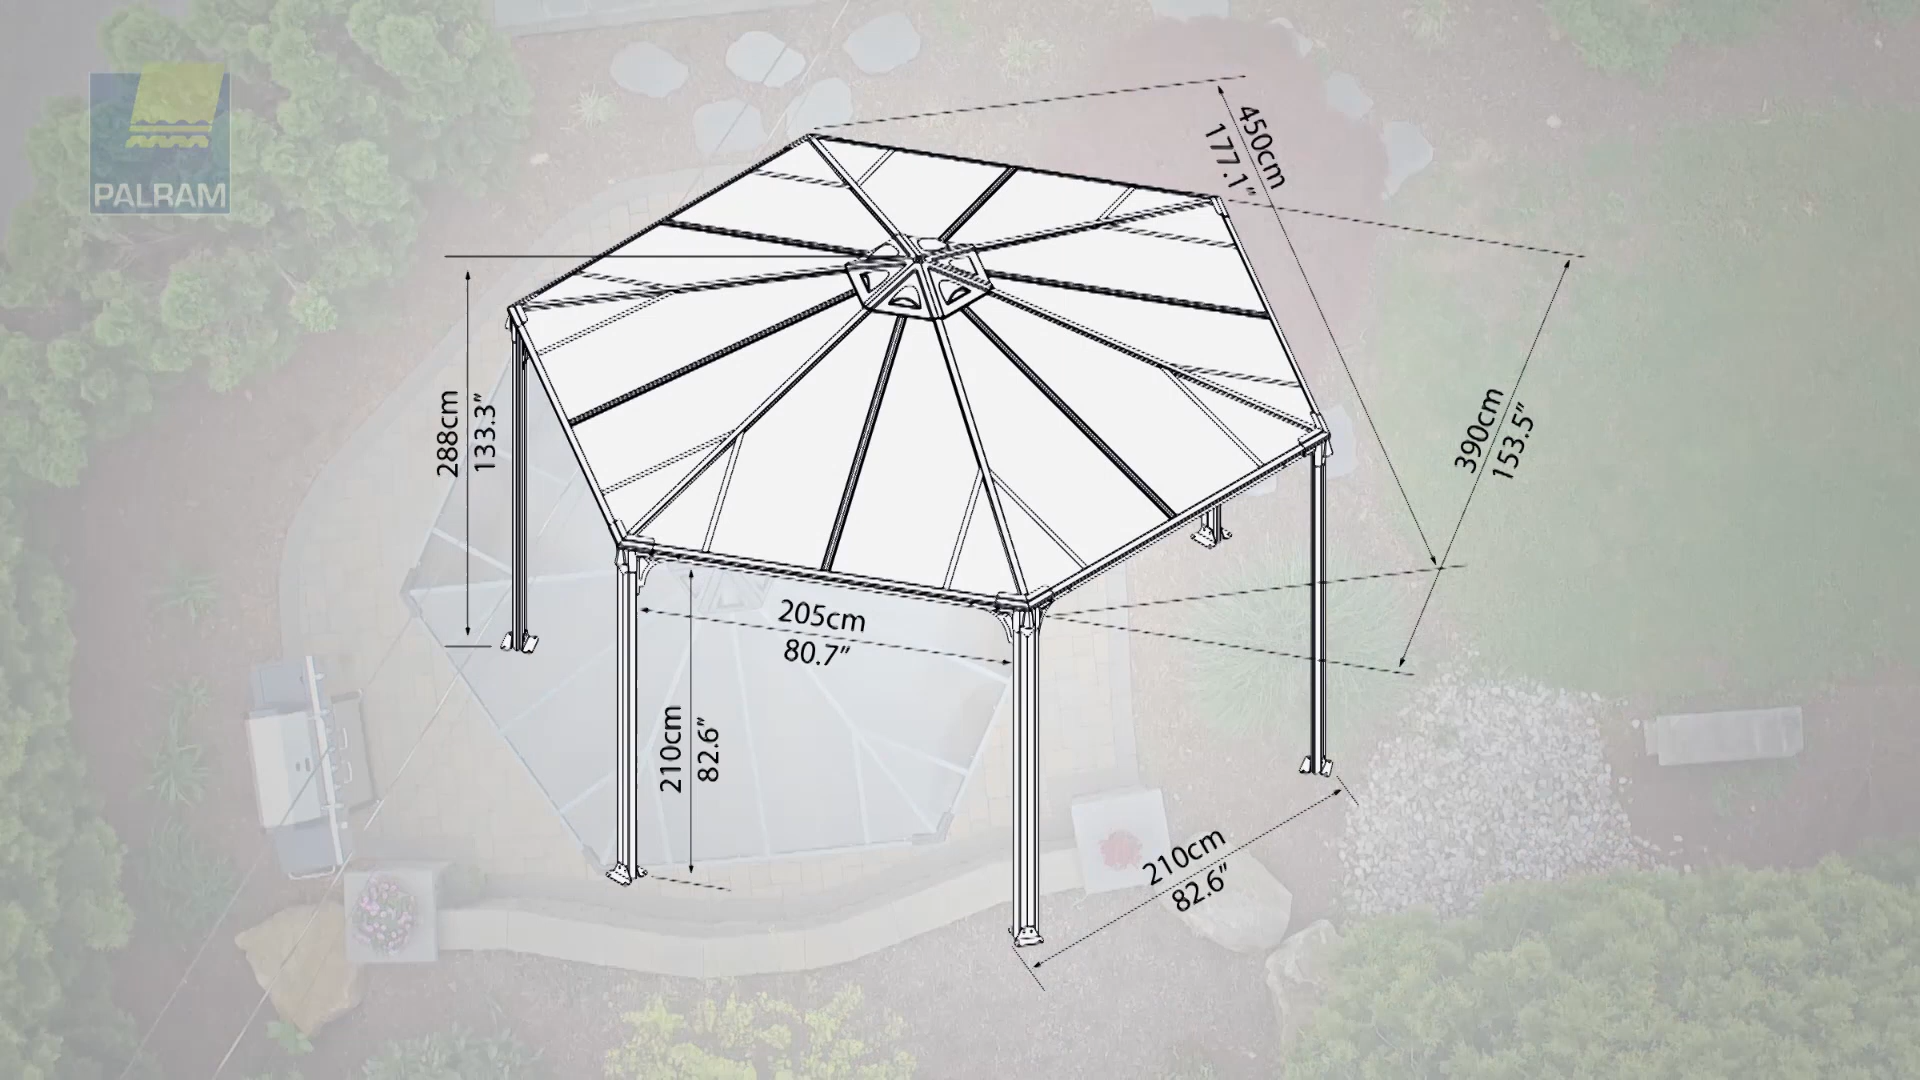 PALRAM
450cm
177.1"
288cm
133.3"
390cm
153.5"
205cm
80.7"
210cm
82.6"
210cm
82.6"